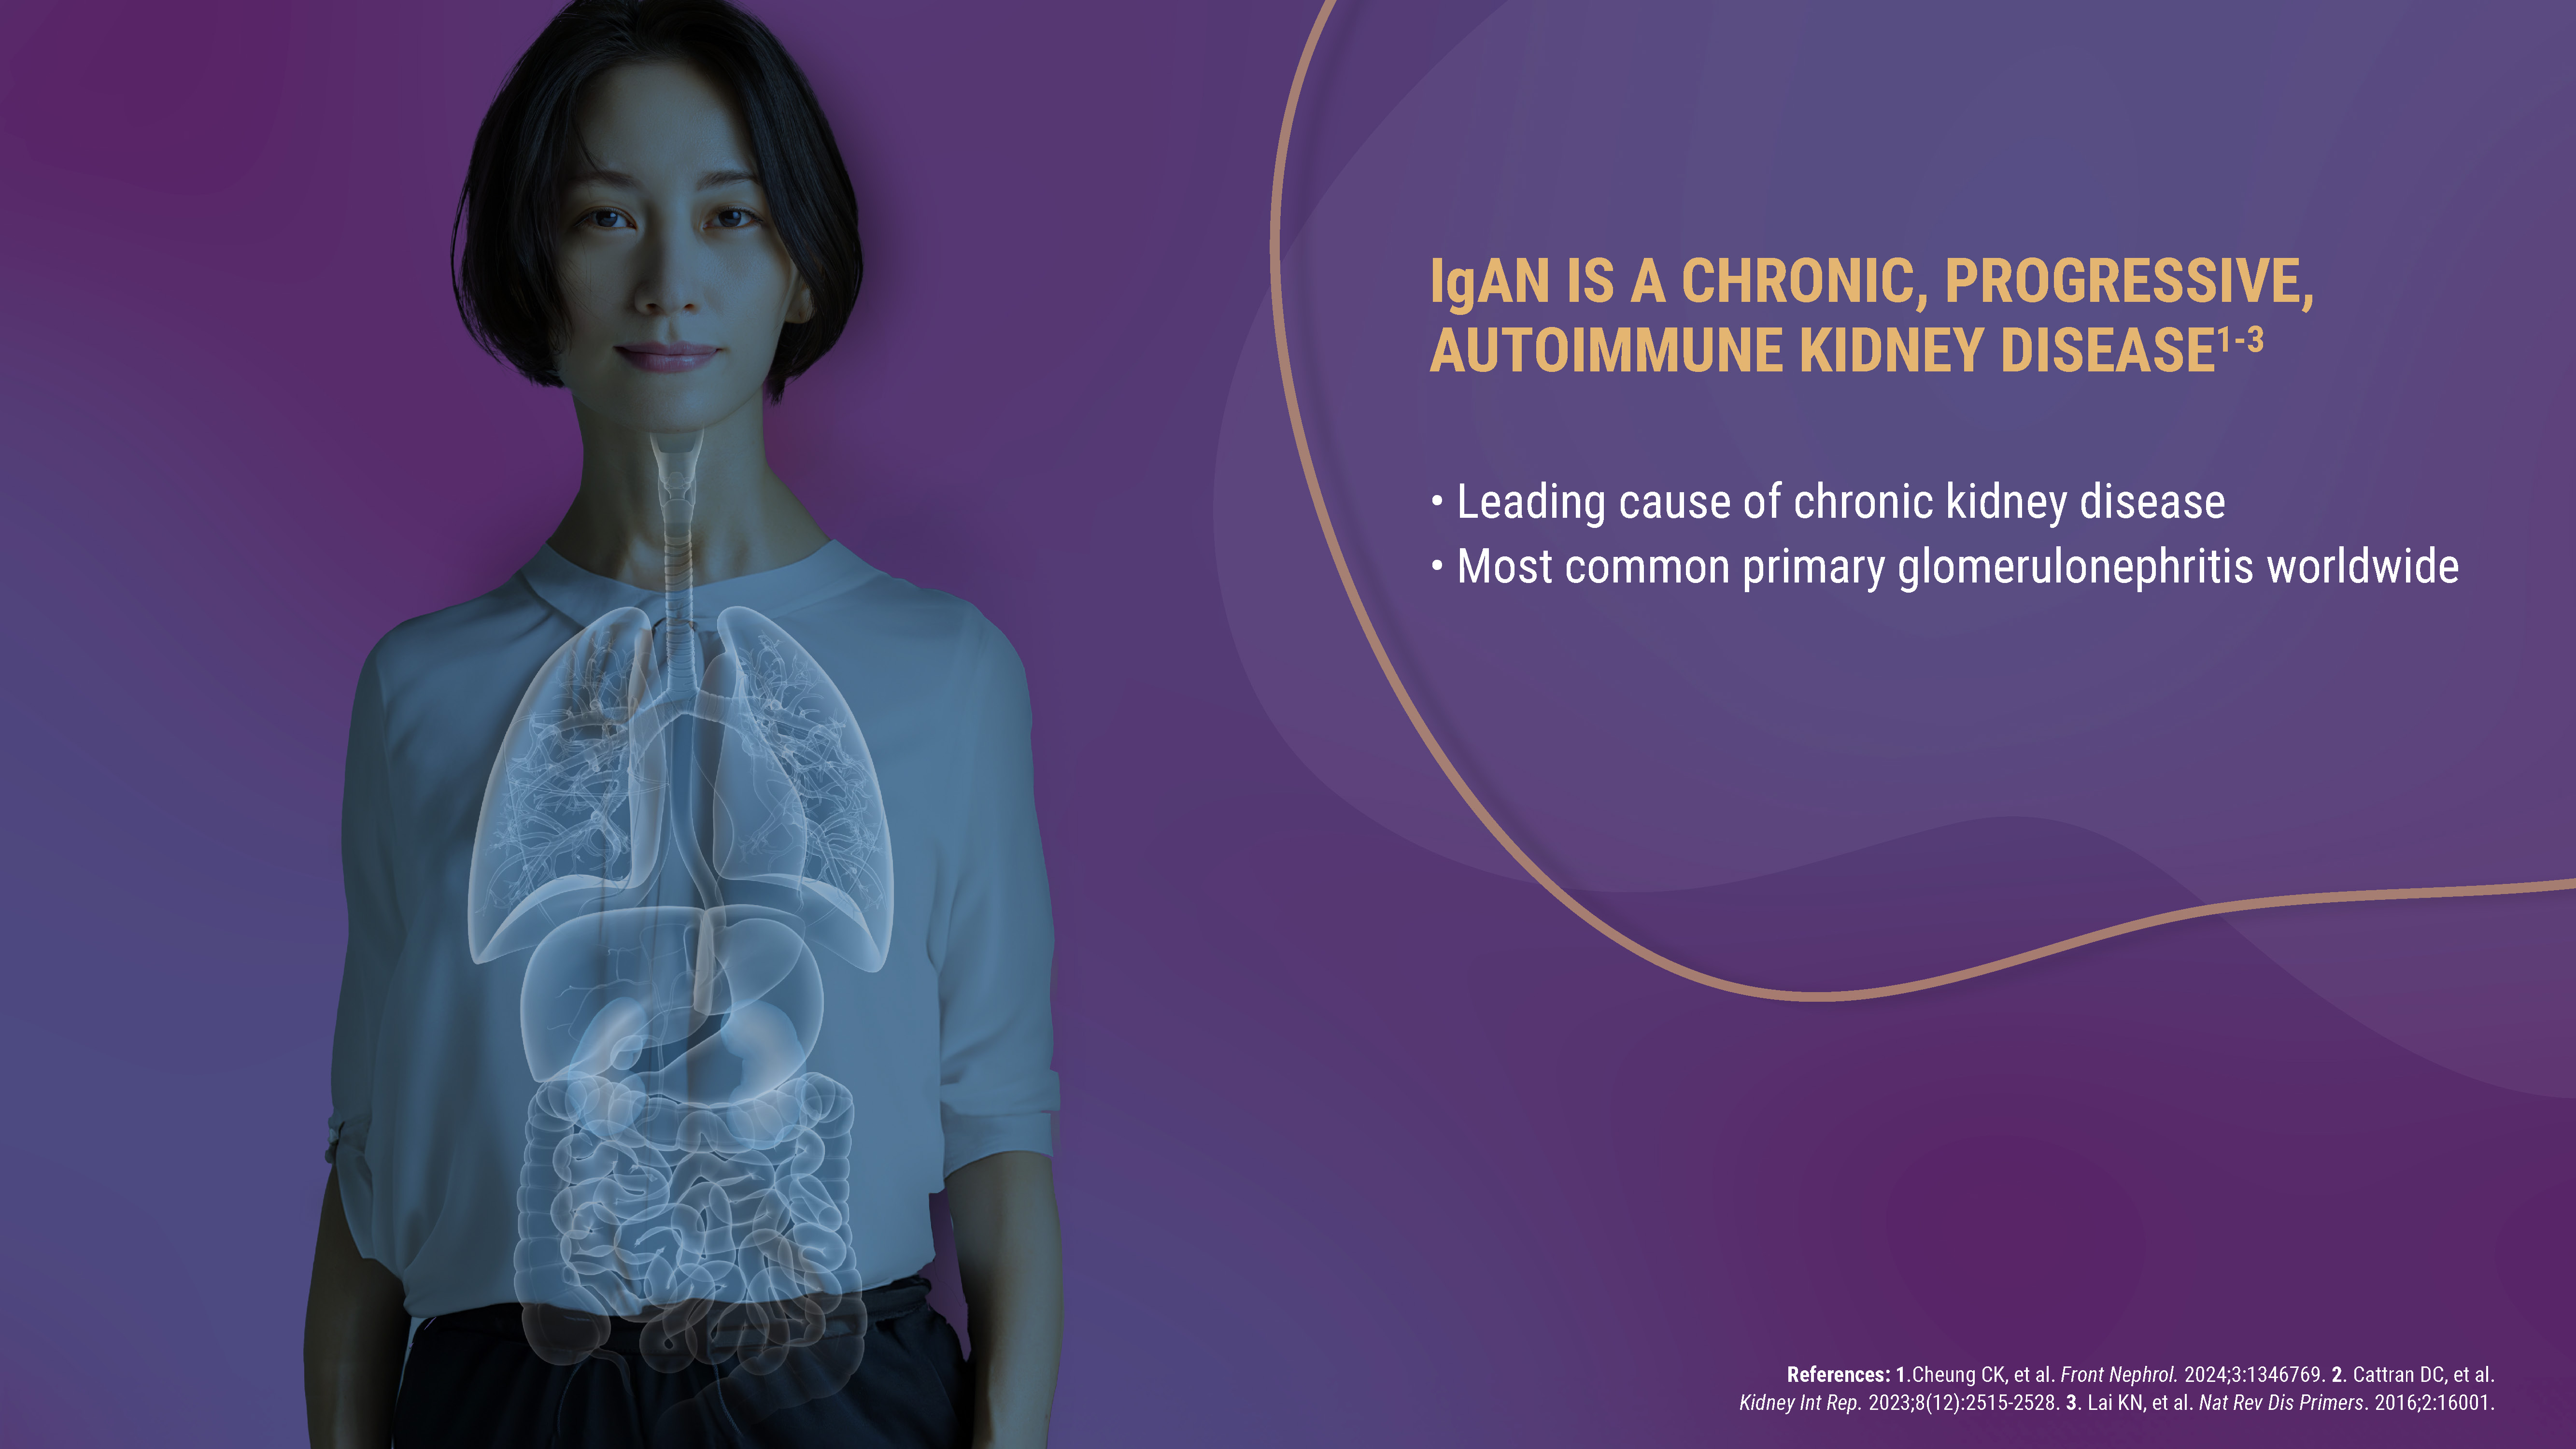 IgAN IS A CHRONIC, PROGRESSIVE,
AUTOIMMUNE KIDNEY DISEASE¹⁻³
• Leading cause of chronic kidney disease
• Most common primary glomerulonephritis worldwide
References: 1.Cheung CK, et al. Front Nephrol. 2024;3:1346769. 2. Cattran DC, et al.
Kidney Int Rep. 2023;8(12):2515-2528. 3. Lai KN, et al. Nat Rev Dis Primers. 2016;2:16001.